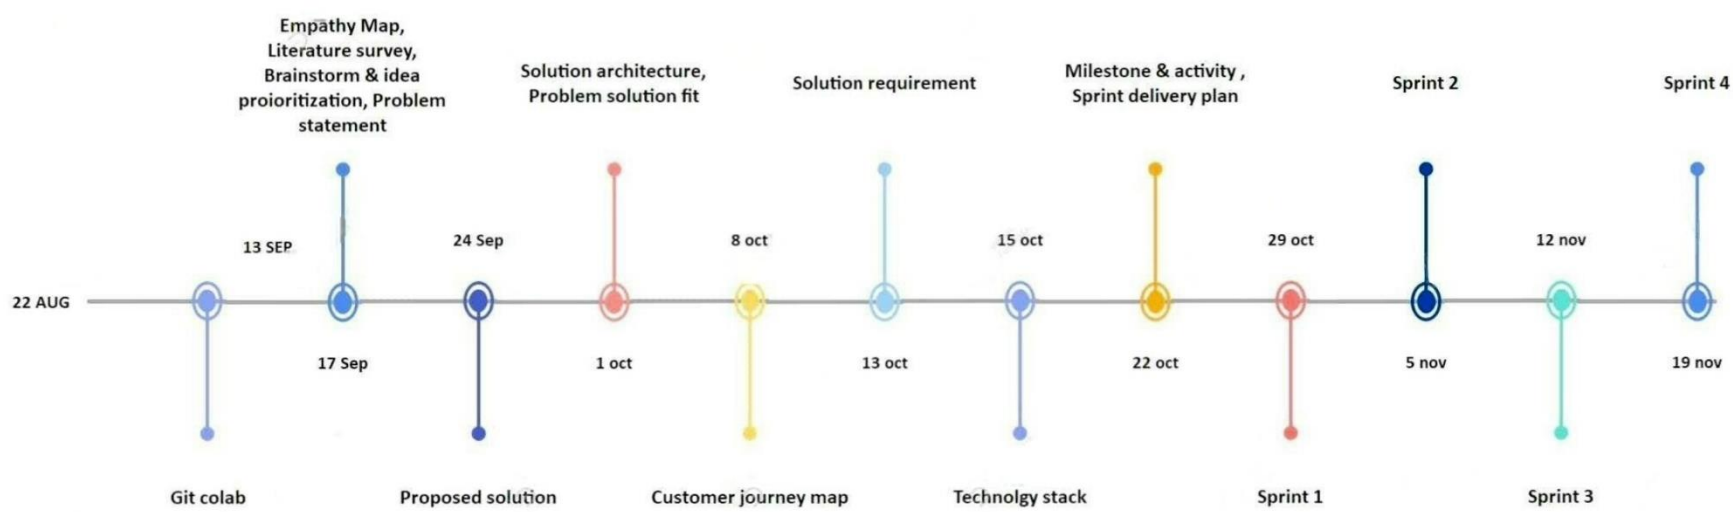 Empathy Map,
Literature survey,
Brainstorm & idea
proioritization, Problem
statement
Solution architecture,
Problem solution fit
Solution requirement
Milestone & activity ,
Sprint delivery plan
Sprint 2
Sprint 4
13 SEP
24 Sep
8 oct
15 oct
29 oct
12 nov
22 AUG
17 Sep
1 oct
13 oct
22 oct
5 nov
19 nov
Git colab
Proposed solution
Customer journey map
Technolgy stack
Sprint 1
Sprint 3